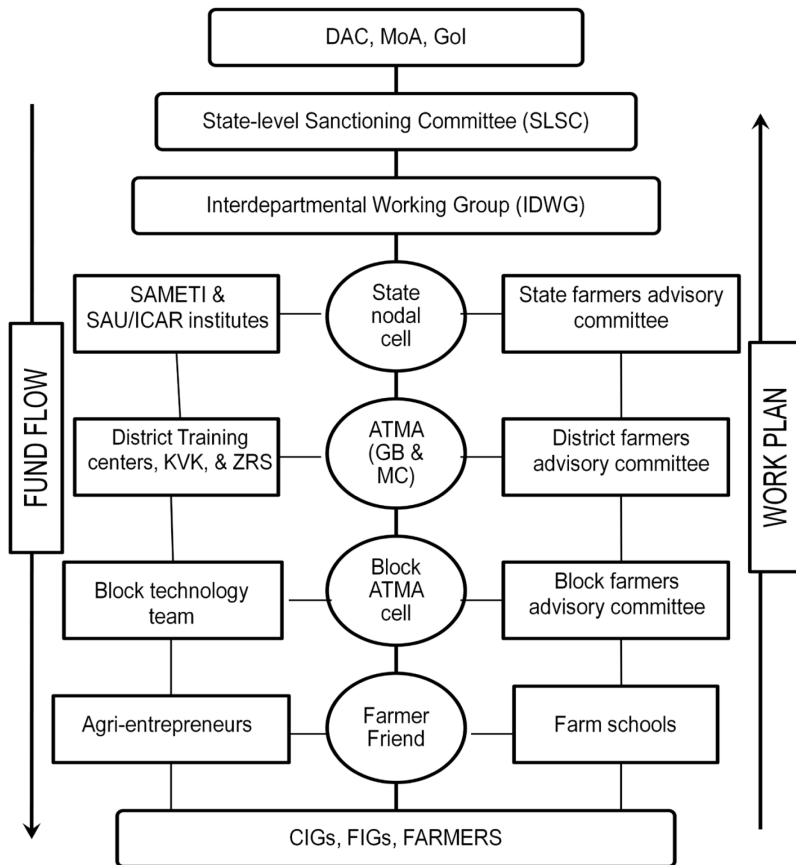 DAC, MoA, GoI
State-level Sanctioning Committee (SLSC)
Interdepartmental Working Group (IDWG)
SAMETI &
SAU/ICAR institutes
State
nodal
cell
State farmers advisory
committee
FUND FLOW
WORK PLAN
District Training
centers, KVK, & ZRS
ATMA
(GB &
MC)
District farmers
advisory committee
Block technology
team
Block
ATMA
cell
Block farmers
advisory committee
Agri-entrepreneurs
Farmer
Friend
Farm schools
CIGs, FIGs, FARMERS